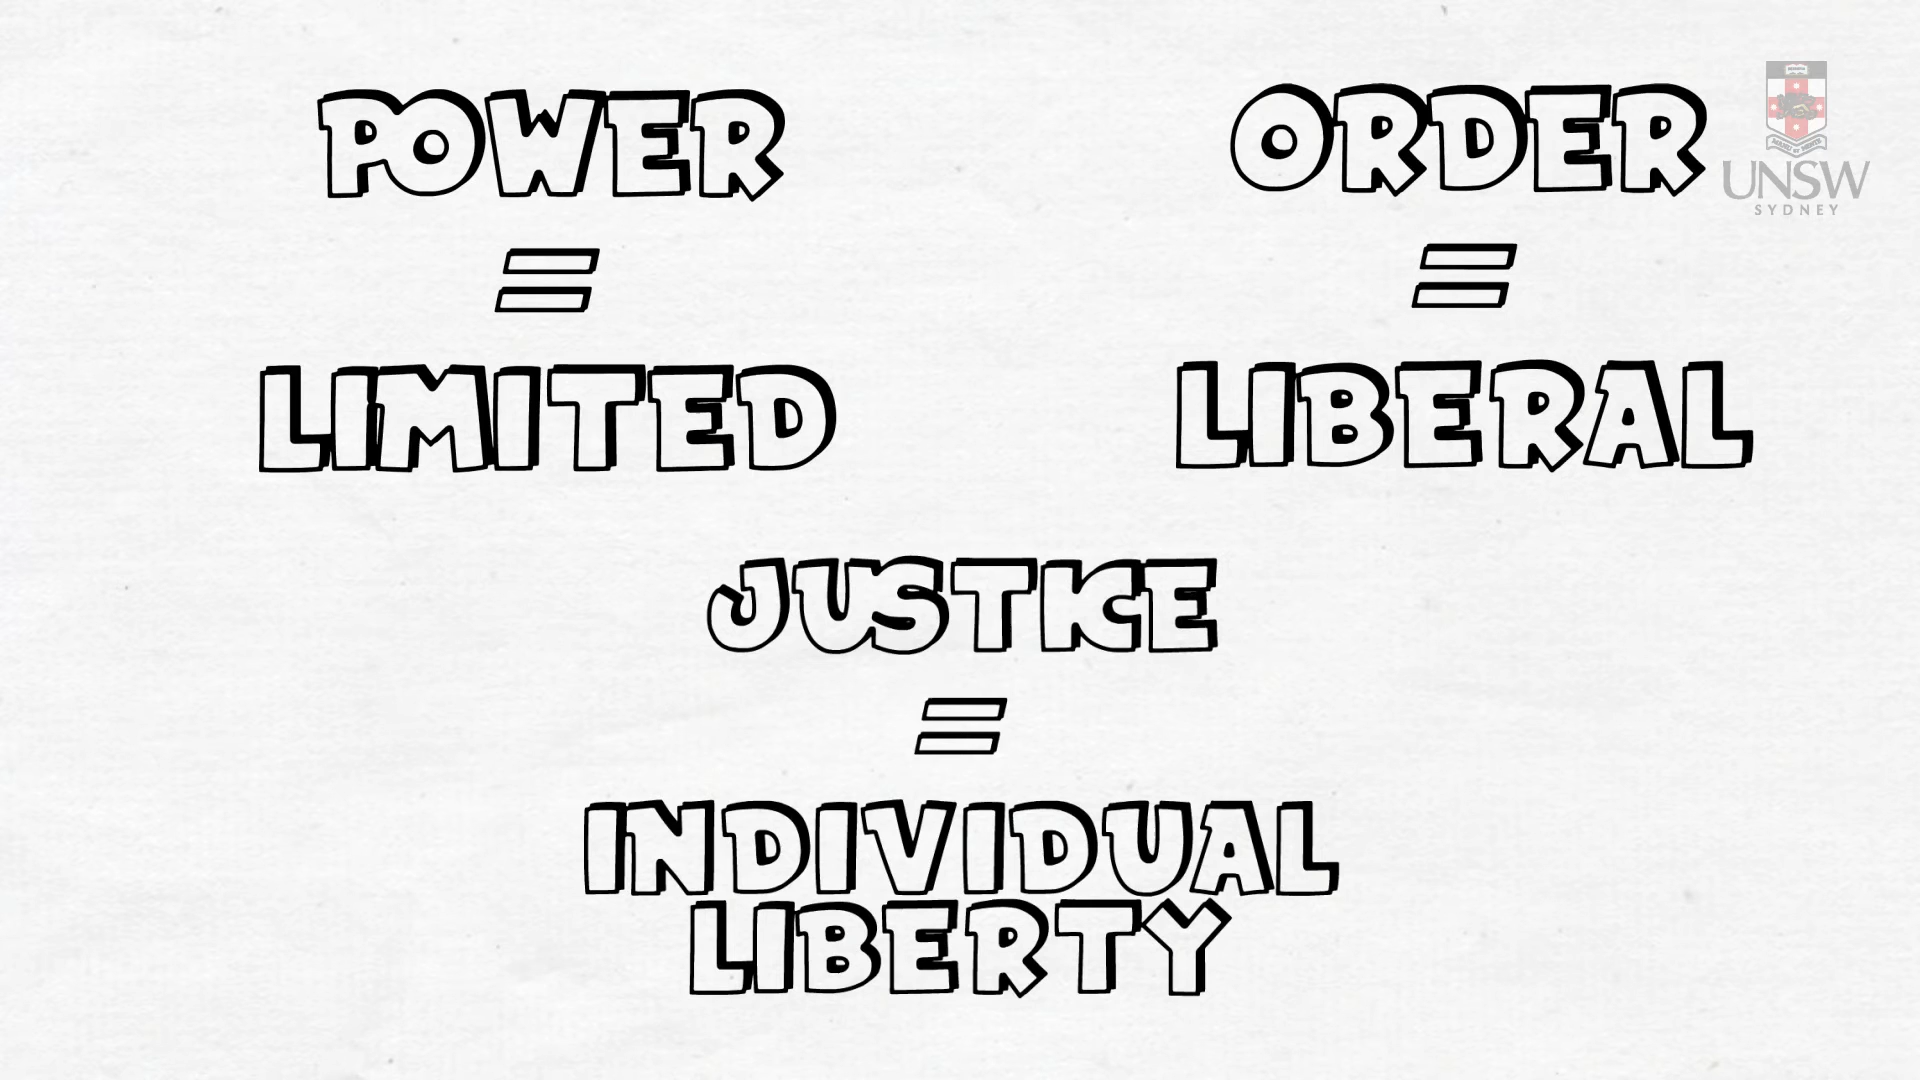 POWER
=
LIMITED
ORDER
=
LIBERAL
UNSW
SYDNEY
JUSTICE
=
INDIVIDUAL
LIBERTY